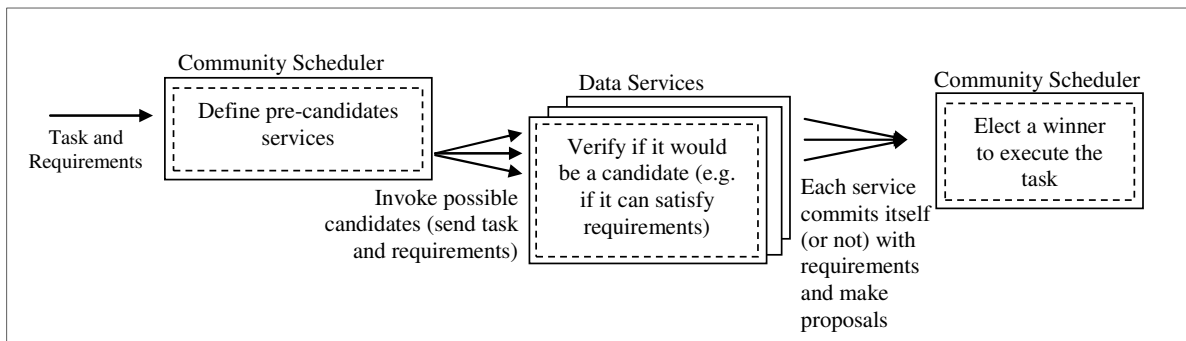 Community Scheduler
Define pre-candidates
services
Task and
Requirements
Invoke possible
candidates (send task
and requirements)
Data Services
Verify if it would
be a candidate (e.g.
if it can satisfy
requirements)
Each service
commits itself
(or not) with
requirements
and make
proposals
Community Scheduler
Elect a winner
to execute the
task